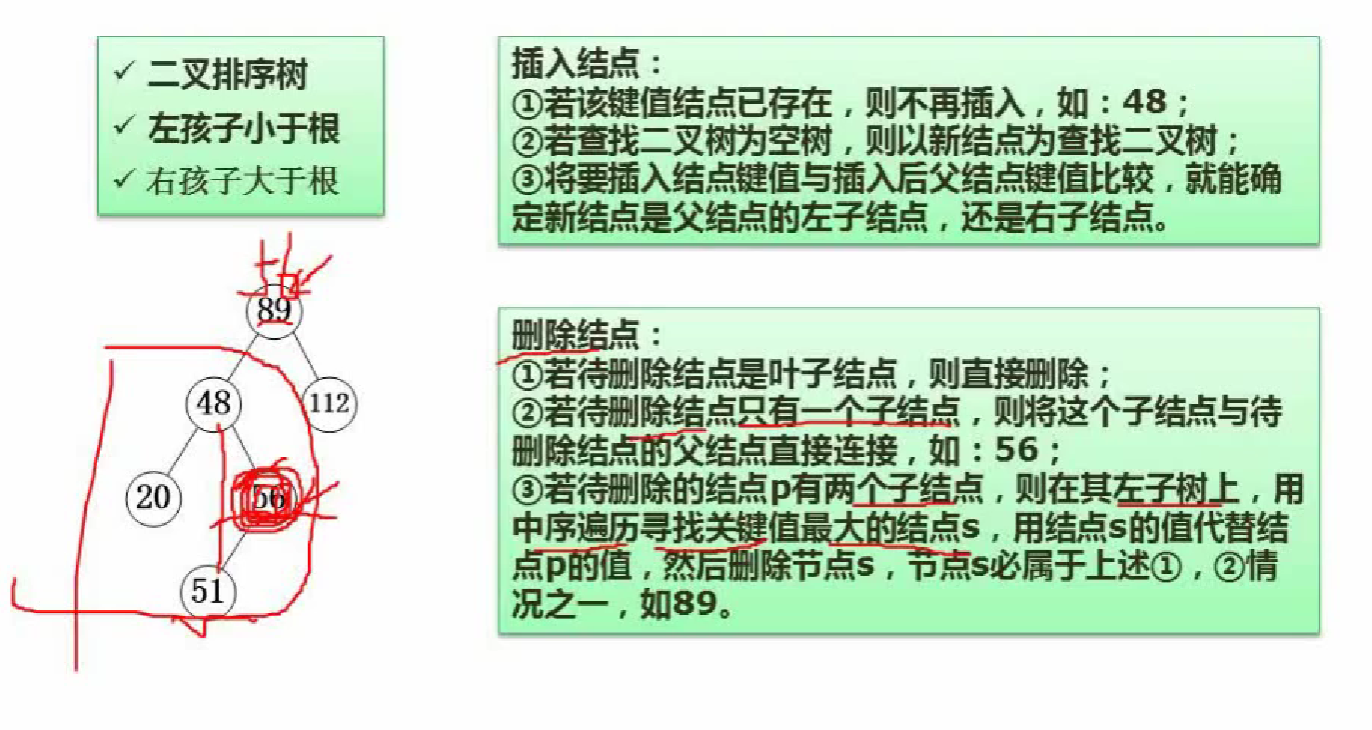 ✓ 二叉排序树
✓ 左孩子小于根
✓ 右孩子大于根
插入结点：
①若该键值结点已存在，则不再插入，如：48；
②若查找二叉树为空树，则以新结点为查找二叉树；
③将要插入结点键值与插入后父结点键值比较，就能确
定新结点是父结点的左子结点，还是右子结点。
89
48
112
20
56
51
删除结点：
①若待删除结点是叶子结点，则直接删除；
②若待删除结点只有一个子结点，则将这个子结点与待
删除结点的父结点直接连接，如：56；
③若待删除的结点p有两个子结点，则在其左子树上，用
中序遍历寻找关键值最大的结点s，用结点s的值代替结
点p的值，然后删除节点s，节点s必属于上述①，②情
况之一，如89。